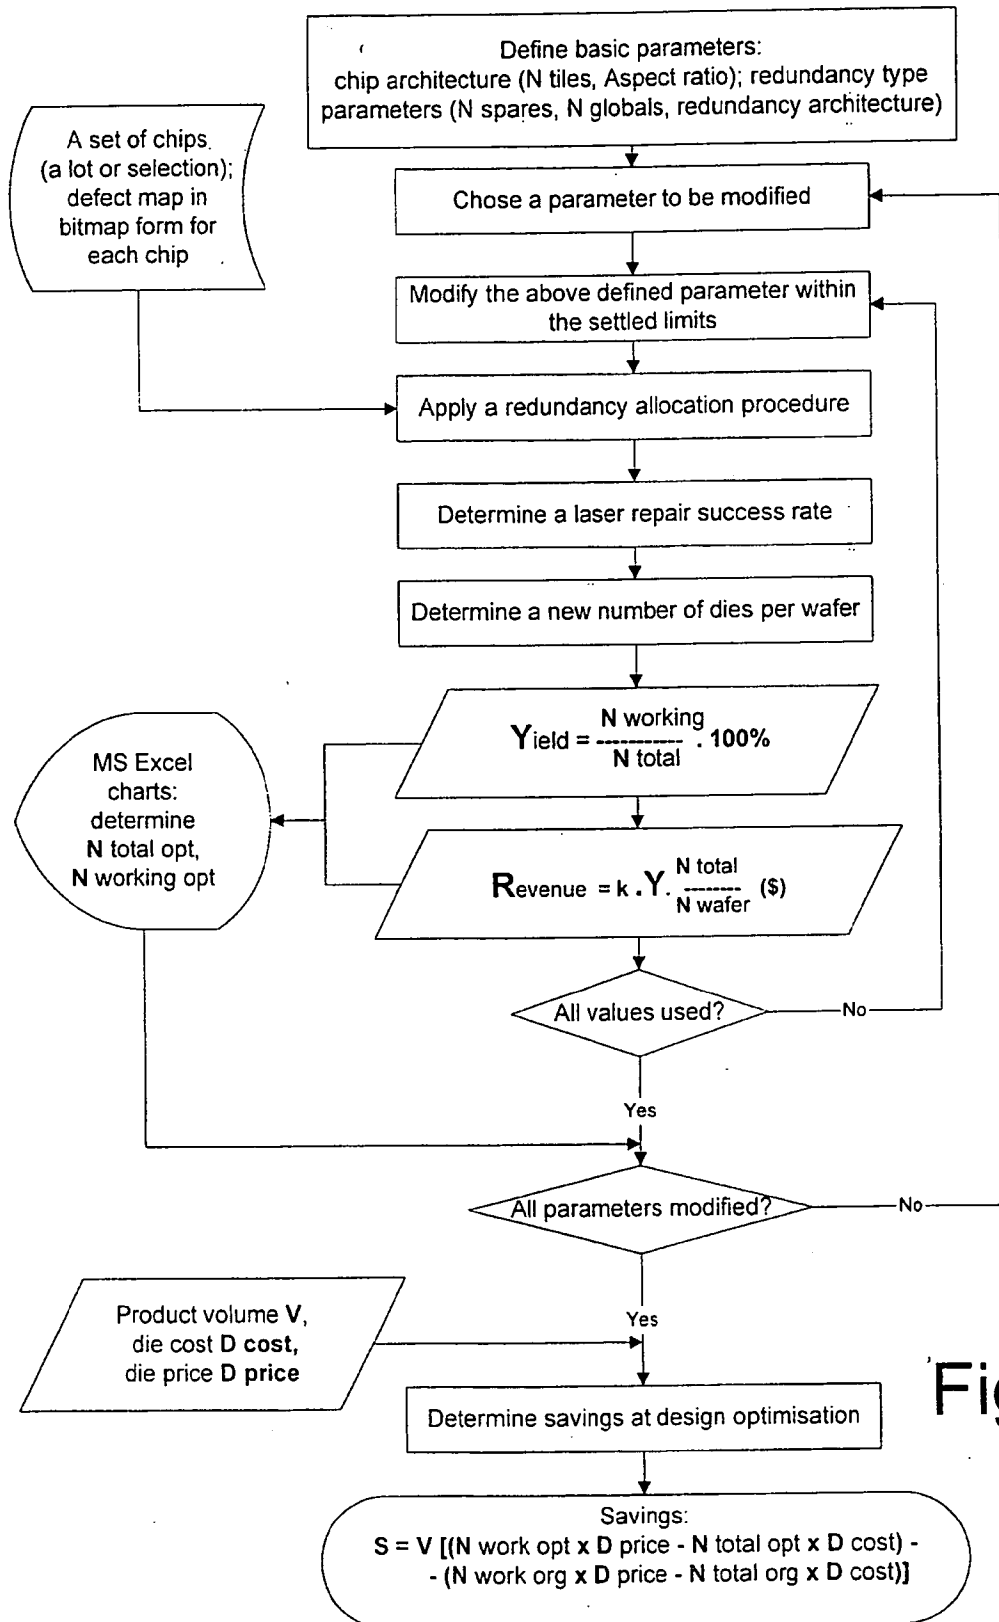 Define basic parameters:
chip architecture (N tiles, Aspect ratio); redundancy type
parameters (N spares, N globals, redundancy architecture)
A set of chips
(a lot or selection);
defect map in
bitmap form for
each chip
Chose a parameter to be modified
Modify the above defined parameter within
the settled limits
Apply a redundancy allocation procedure
Determine a laser repair success rate
Determine a new number of dies per wafer
Yield = N working / N total . 100%
MS Excel
charts:
determine
N total opt,
N working opt
Revenue = k . Y. N total / N wafer ($)
All values used?
No
Yes
All parameters modified?
No
Yes
Product volume V,
die cost D cost,
die price D price
Fig
Determine savings at design optimisation
Savings:
S = V [(N work opt x D price - N total opt x D cost) -
- (N work org x D price - N total org x D cost)]